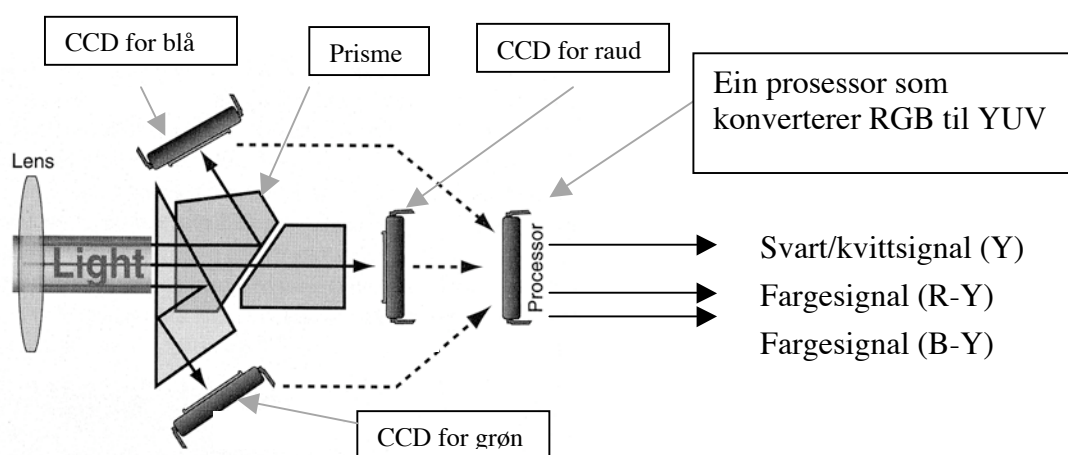 CCD for blå
Prisme
CCD for raud
Ein prosessor som
konverterer RGB til YUV
Lens
Light
Processor
Svart/kvittsignal (Y)
Fargesignal (R-Y)
Fargesignal (B-Y)
CCD for grøn